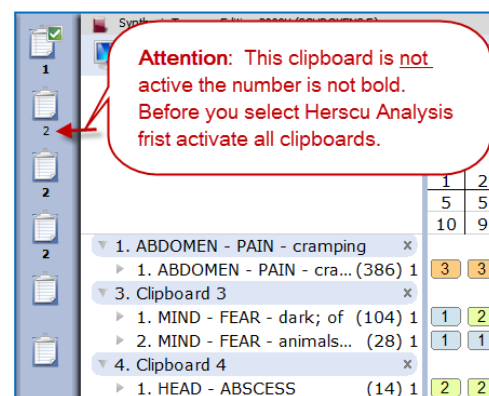 1
2
2
2
Attention: This clipboard is not
active the number is not bold.
Before you select Herscu Analysis
frist activate all clipboards.
1 2
5 5
10 9
1. ABDOMEN - PAIN - cramping x
1. ABDOMEN - PAIN - cra... (386) 1 3 3
3. Clipboard 3 x
1. MIND - FEAR - dark; of (104) 1 1 2
2. MIND - FEAR - animals... (28) 1 1 1
4. Clipboard 4 x
1. HEAD - ABSCESS (14) 1 2 2